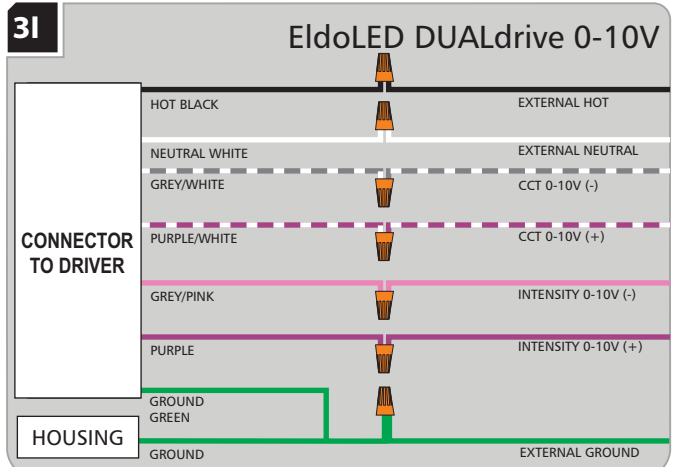 3I
EldoLED DUALdrive 0-10V
HOT BLACK
EXTERNAL HOT
NEUTRAL WHITE
EXTERNAL NEUTRAL
GREY/WHITE
CCT 0-10V (-)
CONNECTOR
TO DRIVER
PURPLE/WHITE
CCT 0-10V (+)
GREY/PINK
INTENSITY 0-10V (-)
PURPLE
INTENSITY 0-10V (+)
GROUND
GREEN
HOUSING
GROUND
EXTERNAL GROUND